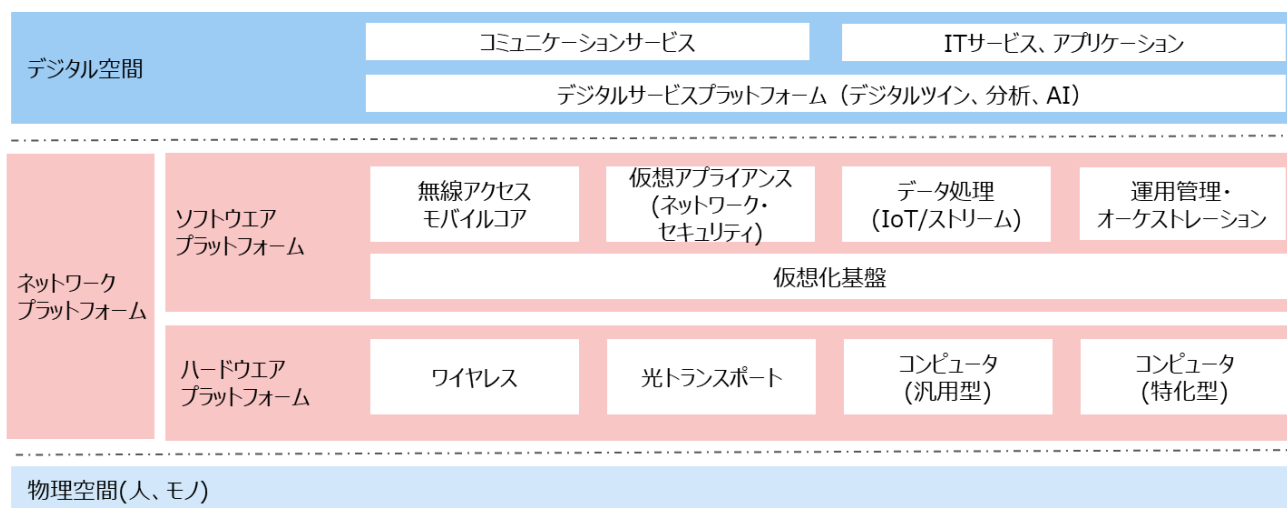 コミュニケーションサービス
ITサービス、アプリケーション
デジタル空間
デジタルサービスプラットフォーム（デジタルツイン、分析、AI）
ネットワーク
プラットフォーム
ソフトウエア
プラットフォーム
無線アクセス
モバイルコア
仮想アプライアンス
(ネットワーク・
セキュリティ)
データ処理
(IoT/ストリーム)
運用管理・
オーケストレーション
仮想化基盤
ハードウエア
プラットフォーム
ワイヤレス
光トランスポート
コンピュータ
(汎用型)
コンピュータ
(特化型)
物理空間(人、モノ)